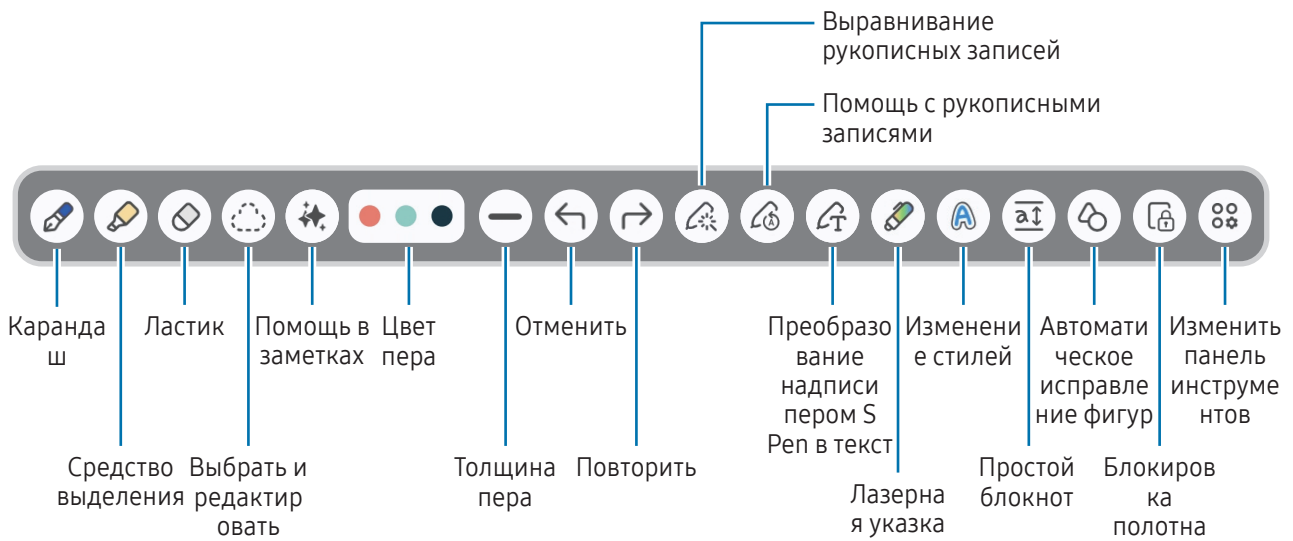 Выравнивание
рукописных записей
Помощь с рукописными
записями
Каранда
ш
Ластик
Помощь в
заметках
Цвет
пера
Отменить
Преобразо
вание
надписи
пером S
Pen в текст
Изменени
е стилей
Автомати
ческое
исправле
ние фигур
Изменить
панель
инструме
нтов
Средство
выделения
Выбрать и
редактир
овать
Толщина
пера
Повторить
Лазерна
я указка
Простой
блокнот
Блокиров
ка
полотна